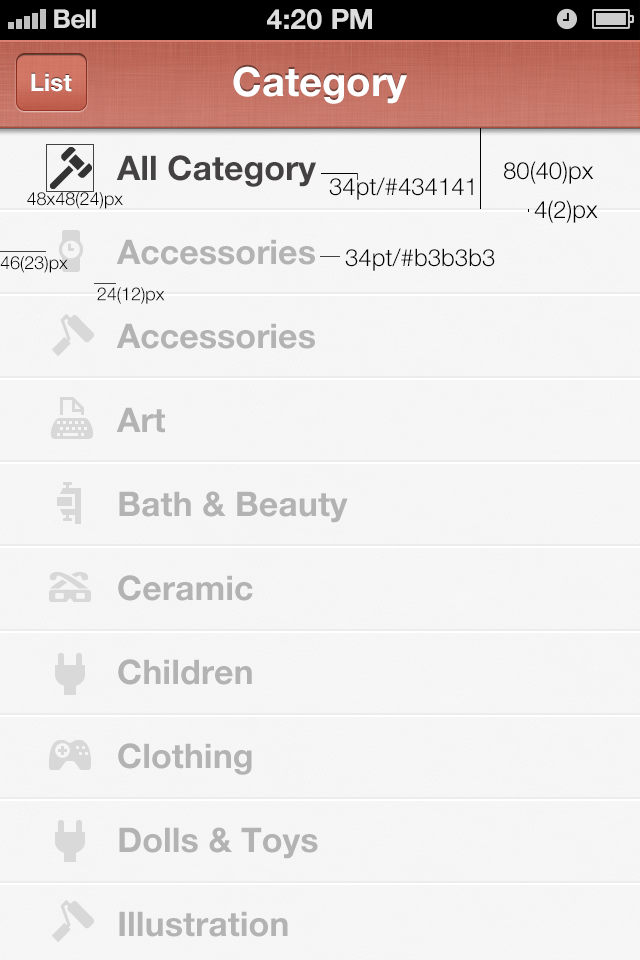 Bell 4:20 PM
List Category
All Category 34pt/#434141 80(40)px
48x48(24)px 4(2)px
46(23)px Accessories 34pt/#b3b3b3
24(12)px
Accessories
Art
Bath & Beauty
Ceramic
Children
Clothing
Dolls & Toys
Illustration